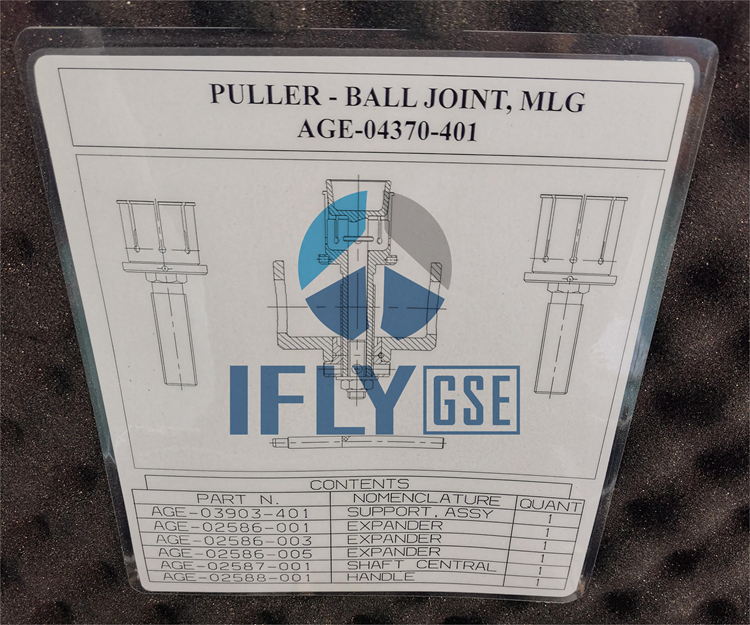 PULLER - BALL JOINT, MLG
AGE-04370-401
IFLY GSE
CONTENTS
PART N. NOMENCLATURE QUANT
AGE-03903-401 SUPPORT, ASSY 1
AGE-02586-001 EXPANDER 1
AGE-02586-003 EXPANDER 1
AGE-02586-005 EXPANDER 1
AGE-02587-001 SHAFT CENTRAL 1
AGE-02588-001 HANDLE 1